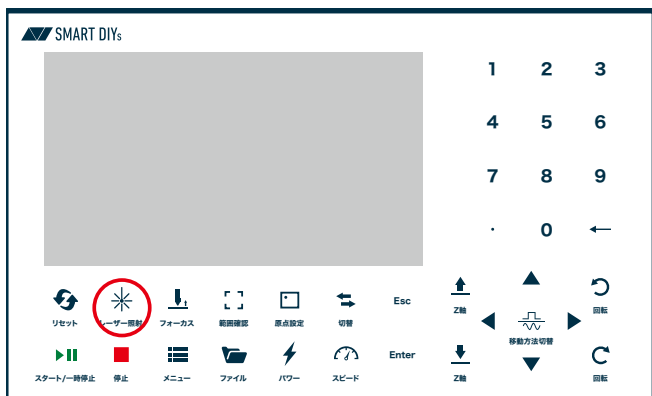 SMART DIYs
1 2 3
4 5 6
7 8 9
. 0 ←
リセット レーザー照射 フォーカス 範囲確認 原点設定 切替 Esc Z軸 回転
移動方法切替
スタート/一時停止 停止 メニュー ファイル パワー スピード Enter Z軸 回転